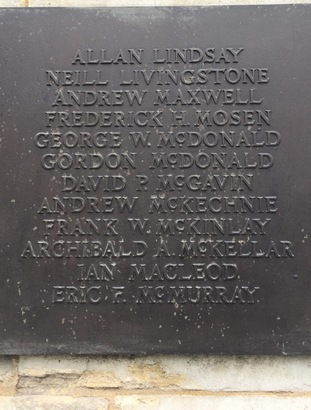 ALLAN LINDSAY
NEILL LIVINGSTONE
ANDREW MAXWELL
FREDERICK H. MOSEN
GEORGE W. McDONALD
GORDON McDONALD
DAVID P. McGAVIN
ANDREW McKECHNIE
FRANK W. McKINLAY
ARCHIBALD A. McKELLAR
IAN MACLEOD
ERIC F. McMURRAY.